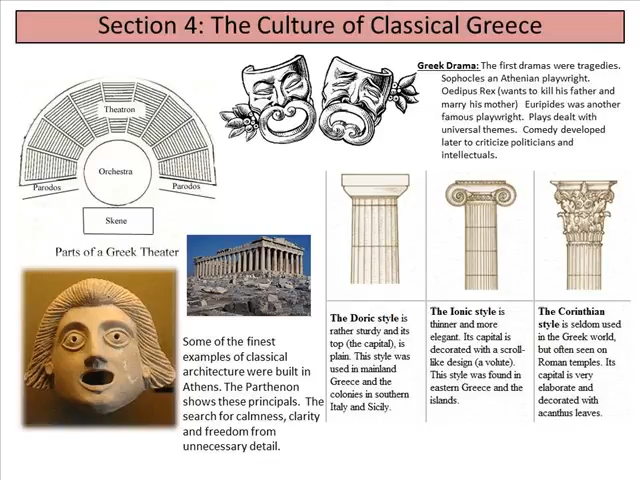 Section 4: The Culture of Classical Greece
Greek Drama: The first dramas were tragedies.
Sophocles an Athenian playwright.
Oedipus Rex (wants to kill his father and
marry his mother) Euripides was another
famous playwright. Plays dealt with
universal themes. Comedy developed
later to criticize politicians and
intellectuals.
Theatron
Orchestra
Parodos
Parodos
Skene
Parts of a Greek Theater
Some of the finest
examples of classical
architecture were built in
Athens. The Parthenon
shows these principals. The
search for calmness, clarity
and freedom from
unnecessary detail.
The Doric style is
rather sturdy and its
top (the capital), is
plain. This style was
used in mainland
Greece and the
colonies in southern
Italy and Sicily.
The Ionic style is
thinner and more
elegant. Its capital is
decorated with a scroll-
like design (a volute).
This style was found in
eastern Greece and the
islands.
The Corinthian
style is seldom used
in the Greek world,
but often seen on
Roman temples. Its
capital is very
elaborate and
decorated with
acanthus leaves.